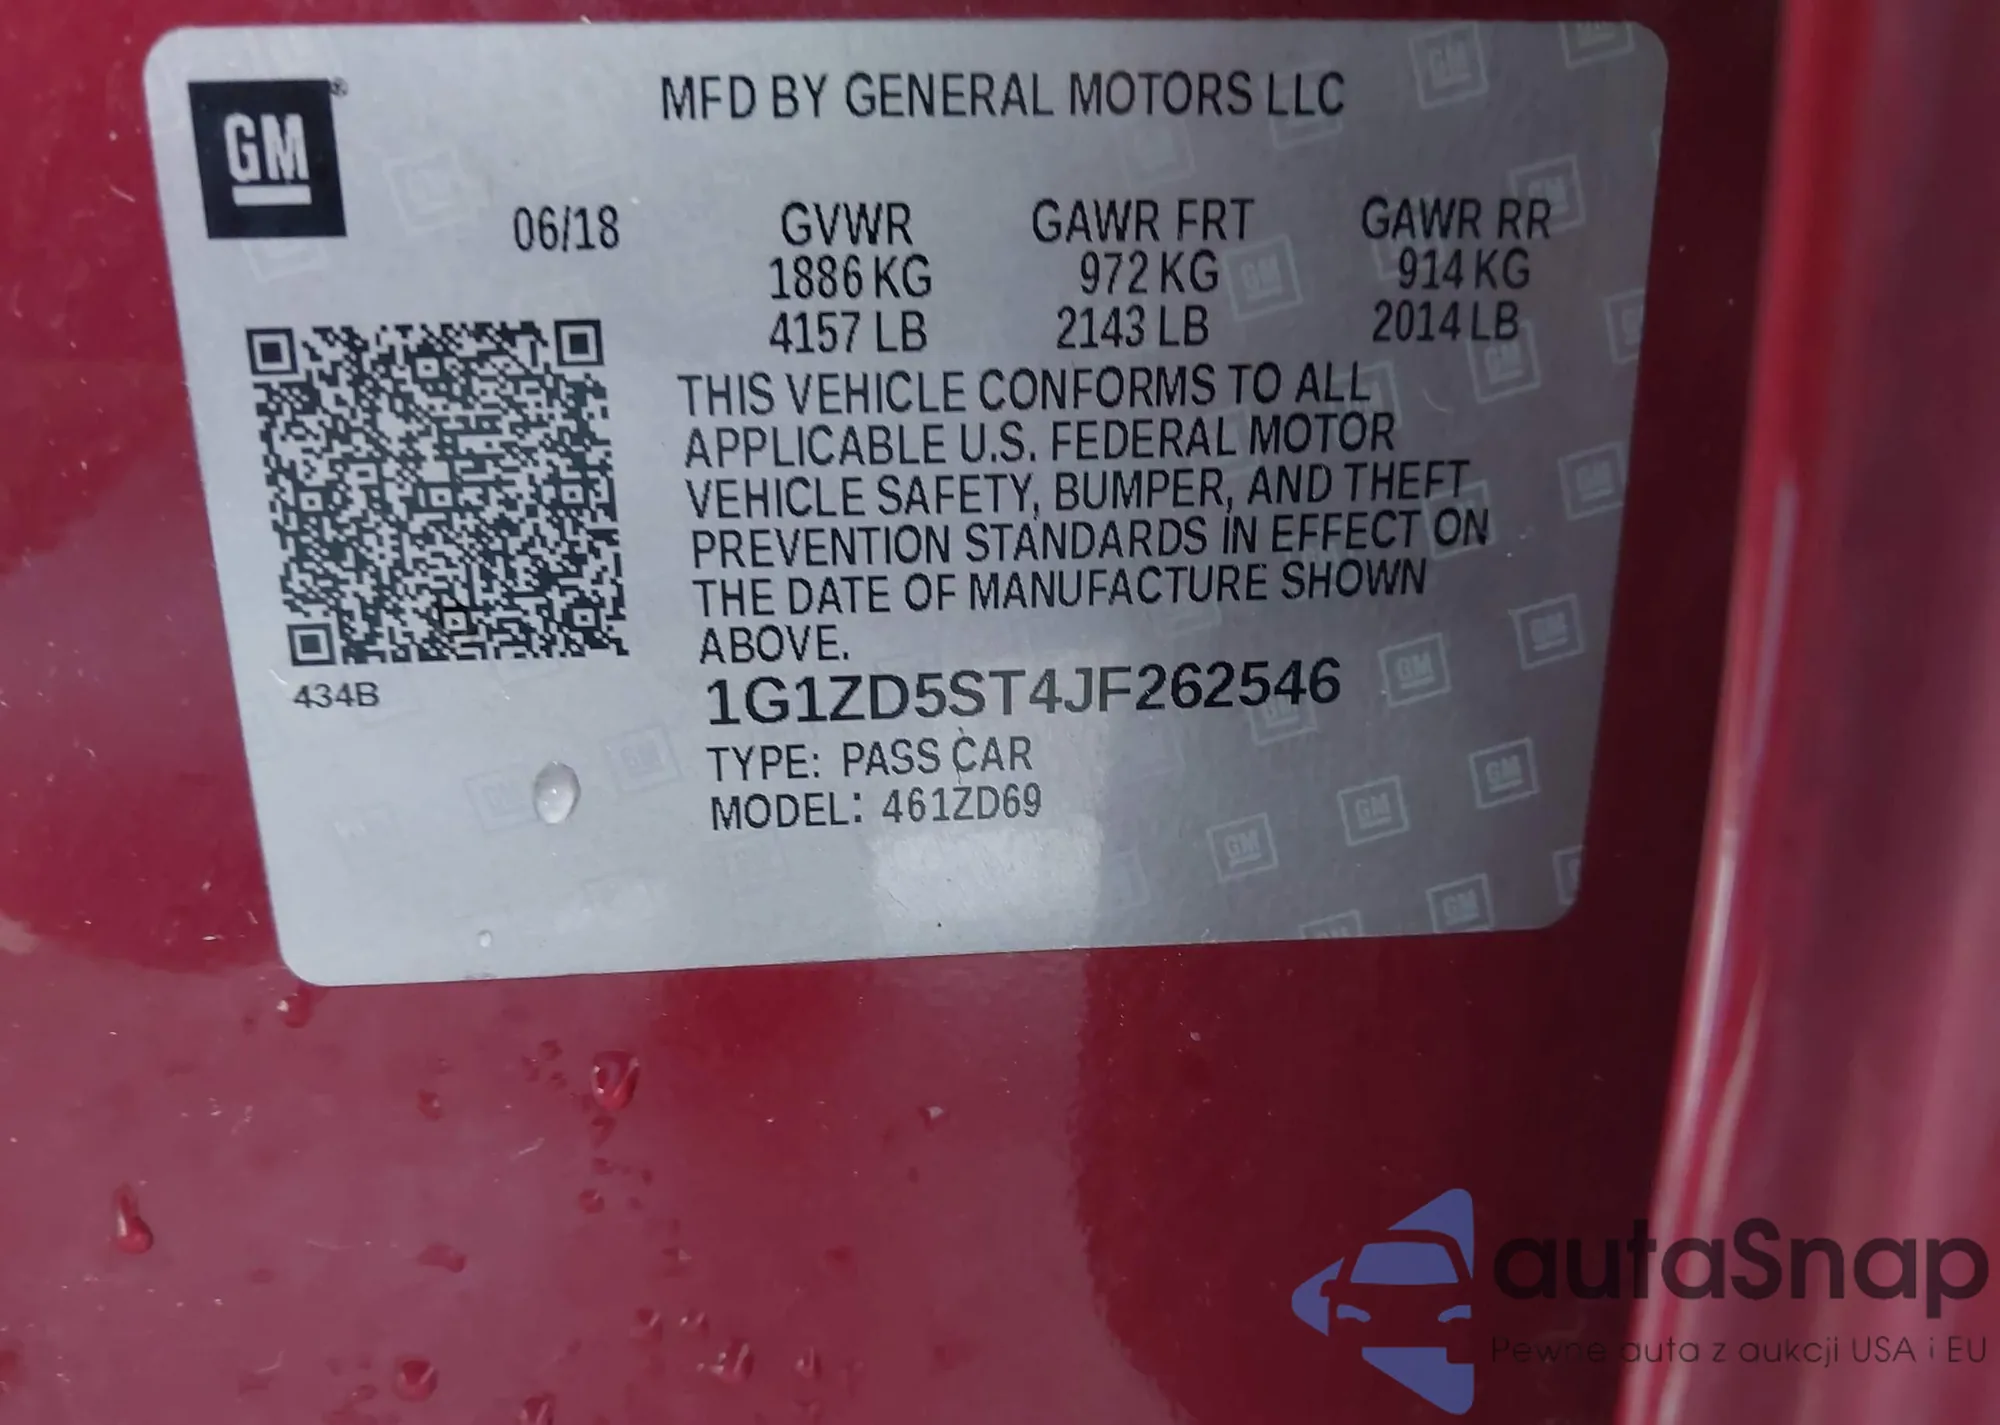 GM®
MFD BY GENERAL MOTORS LLC
06/18
GVWR GAWR FRT GAWR RR
1886 KG 972 KG 914 KG
4157 LB 2143 LB 2014 LB
THIS VEHICLE CONFORMS TO ALL
APPLICABLE U.S. FEDERAL MOTOR
VEHICLE SAFETY, BUMPER, AND THEFT
PREVENTION STANDARDS IN EFFECT ON
THE DATE OF MANUFACTURE SHOWN
ABOVE.
434B
1G1ZD5ST4JF262546
TYPE: PASS CAR
MODEL: 461ZD69
autaSnap
Pewne auta z aukcji USA i EU